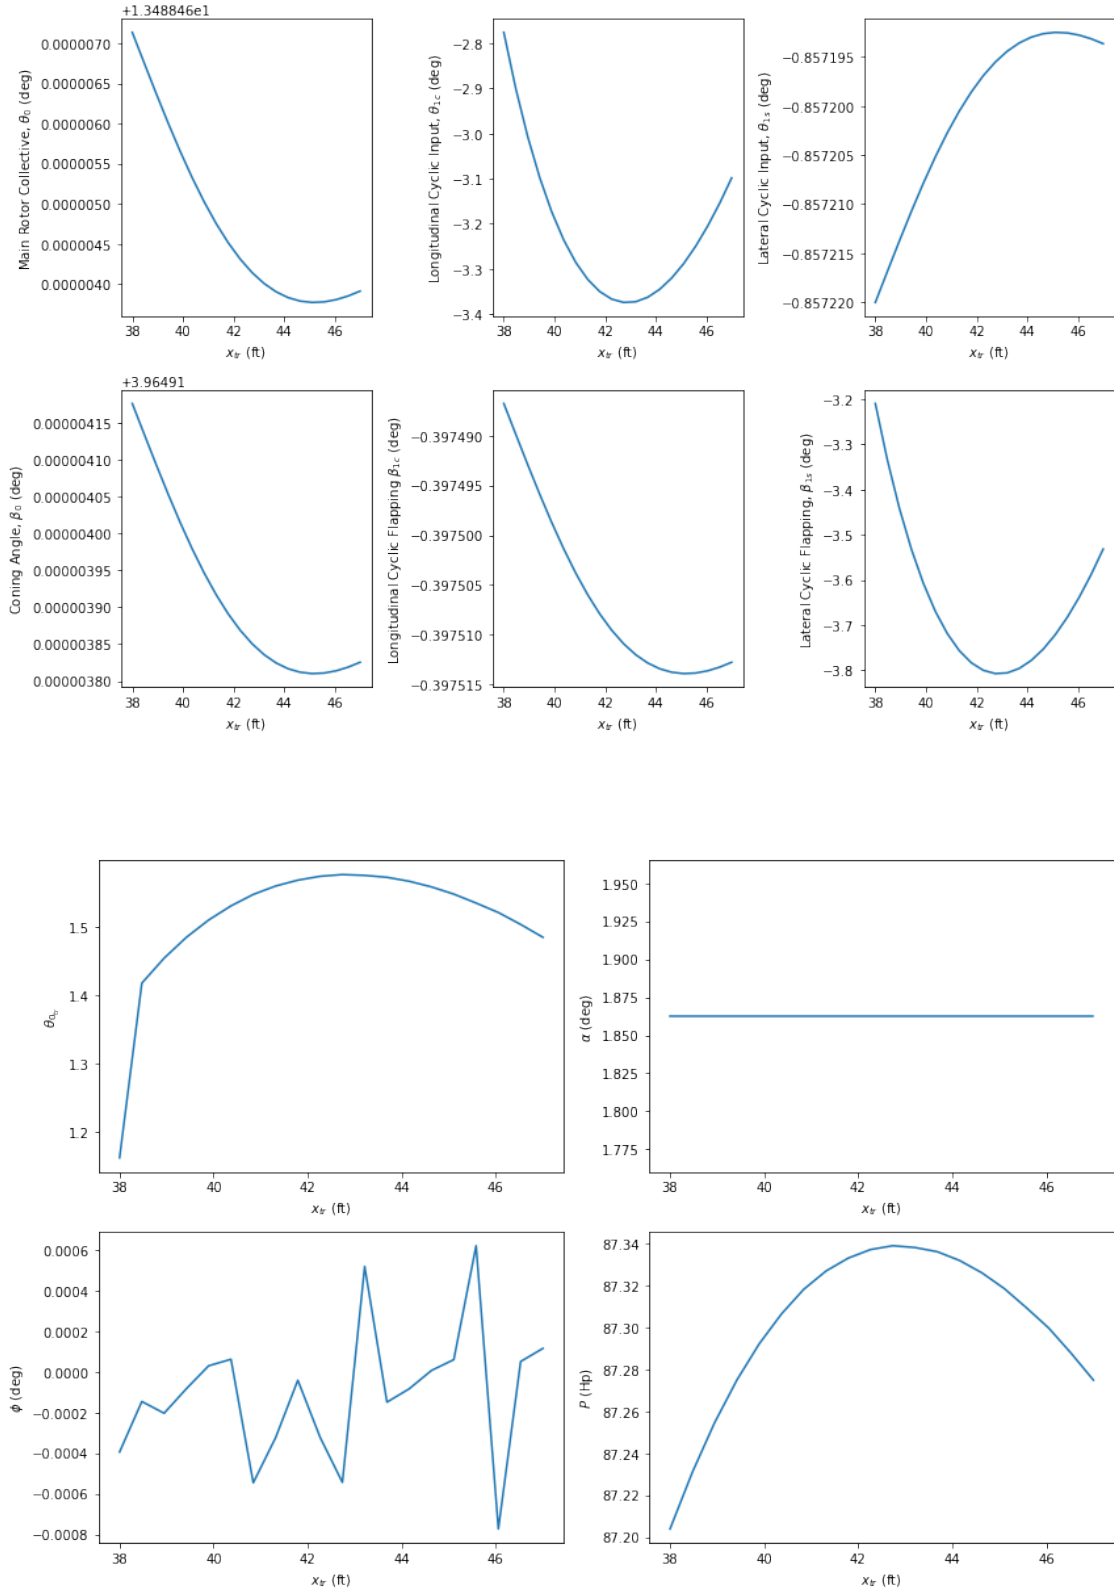 +1.348846e1
Main Rotor Collective, θ₀ (deg)
0.0000070
0.0000065
0.0000060
0.0000055
0.0000050
0.0000045
0.0000040
38 40 42 44 46
x_tr (ft)
Longitudinal Cyclic Input, θ₁c (deg)
−2.8
−2.9
−3.0
−3.1
−3.2
−3.3
−3.4
38 40 42 44 46
x_tr (ft)
Lateral Cyclic Input, θ₁s (deg)
−0.857195
−0.857200
−0.857205
−0.857210
−0.857215
−0.857220
38 40 42 44 46
x_tr (ft)
+3.96491
Coning Angle, β₀ (deg)
0.00000415
0.00000410
0.00000405
0.00000400
0.00000395
0.00000390
0.00000385
0.00000380
38 40 42 44 46
x_tr (ft)
Longitudinal Cyclic Flapping β₁c (deg)
−0.397490
−0.397495
−0.397500
−0.397505
−0.397510
−0.397515
38 40 42 44 46
x_tr (ft)
Lateral Cyclic Flapping, β₁s (deg)
−3.2
−3.3
−3.4
−3.5
−3.6
−3.7
−3.8
38 40 42 44 46
x_tr (ft)
θ₀_tr
1.5
1.4
1.3
1.2
38 40 42 44 46
x_tr (ft)
α (deg)
1.950
1.925
1.900
1.875
1.850
1.825
1.800
1.775
38 40 42 44 46
x_tr (ft)
ϕ (deg)
0.0006
0.0004
0.0002
0.0000
−0.0002
−0.0004
−0.0006
−0.0008
38 40 42 44 46
x_tr (ft)
P (Hp)
87.34
87.32
87.30
87.28
87.26
87.24
87.22
87.20
38 40 42 44 46
x_tr (ft)